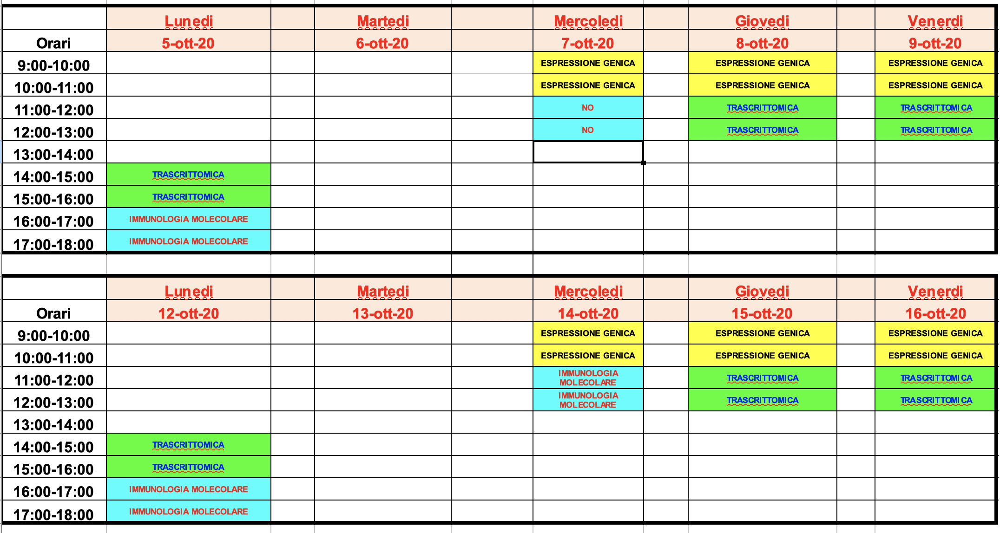 Lunedi Martedi Mercoledi Giovedi Venerdi
Orari 5-ott-20 6-ott-20 7-ott-20 8-ott-20 9-ott-20
9:00-10:00 ESPRESSIONE GENICA ESPRESSIONE GENICA ESPRESSIONE GENICA
10:00-11:00 ESPRESSIONE GENICA ESPRESSIONE GENICA ESPRESSIONE GENICA
11:00-12:00 NO TRASCRITTOMICA TRASCRITTOMICA
12:00-13:00 NO TRASCRITTOMICA TRASCRITTOMICA
13:00-14:00
14:00-15:00 TRASCRITTOMICA
15:00-16:00 TRASCRITTOMICA
16:00-17:00 IMMUNOLOGIA MOLECOLARE
17:00-18:00 IMMUNOLOGIA MOLECOLARE
Lunedi Martedi Mercoledi Giovedi Venerdi
Orari 12-ott-20 13-ott-20 14-ott-20 15-ott-20 16-ott-20
9:00-10:00 ESPRESSIONE GENICA ESPRESSIONE GENICA ESPRESSIONE GENICA
10:00-11:00 ESPRESSIONE GENICA ESPRESSIONE GENICA ESPRESSIONE GENICA
11:00-12:00 IMMUNOLOGIA MOLECOLARE TRASCRITTOMICA TRASCRITTOMICA
12:00-13:00 IMMUNOLOGIA MOLECOLARE TRASCRITTOMICA TRASCRITTOMICA
13:00-14:00
14:00-15:00 TRASCRITTOMICA
15:00-16:00 TRASCRITTOMICA
16:00-17:00 IMMUNOLOGIA MOLECOLARE
17:00-18:00 IMMUNOLOGIA MOLECOLARE